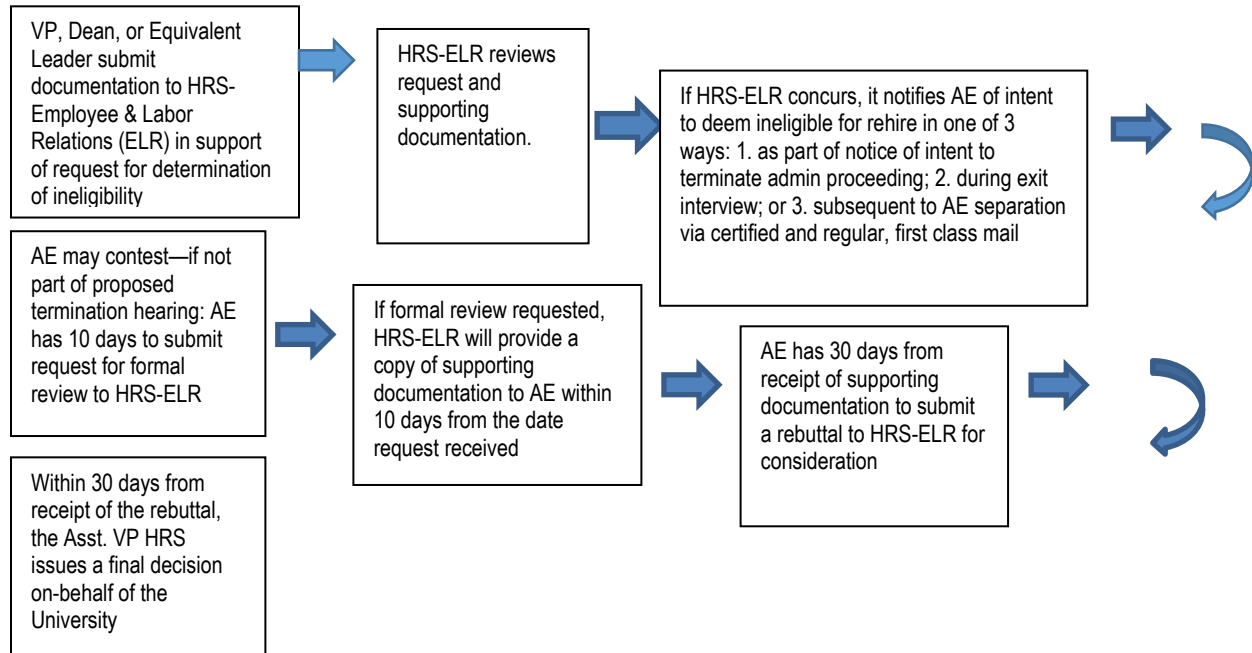 VP, Dean, or Equivalent
Leader submit
documentation to HRS-
Employee & Labor
Relations (ELR) in support
of request for determination
of ineligibility
HRS-ELR reviews
request and
supporting
documentation.
If HRS-ELR concurs, it notifies AE of intent
to deem ineligible for rehire in one of 3
ways: 1. as part of notice of intent to
terminate admin proceeding; 2. during exit
interview; or 3. subsequent to AE separation
via certified and regular, first class mail
AE may contest—if not
part of proposed
termination hearing: AE
has 10 days to submit
request for formal
review to HRS-ELR
If formal review requested,
HRS-ELR will provide a
copy of supporting
documentation to AE within
10 days from the date
request received
AE has 30 days from
receipt of supporting
documentation to submit
a rebuttal to HRS-ELR for
consideration
Within 30 days from
receipt of the rebuttal,
the Asst. VP HRS
issues a final decision
on-behalf of the
University